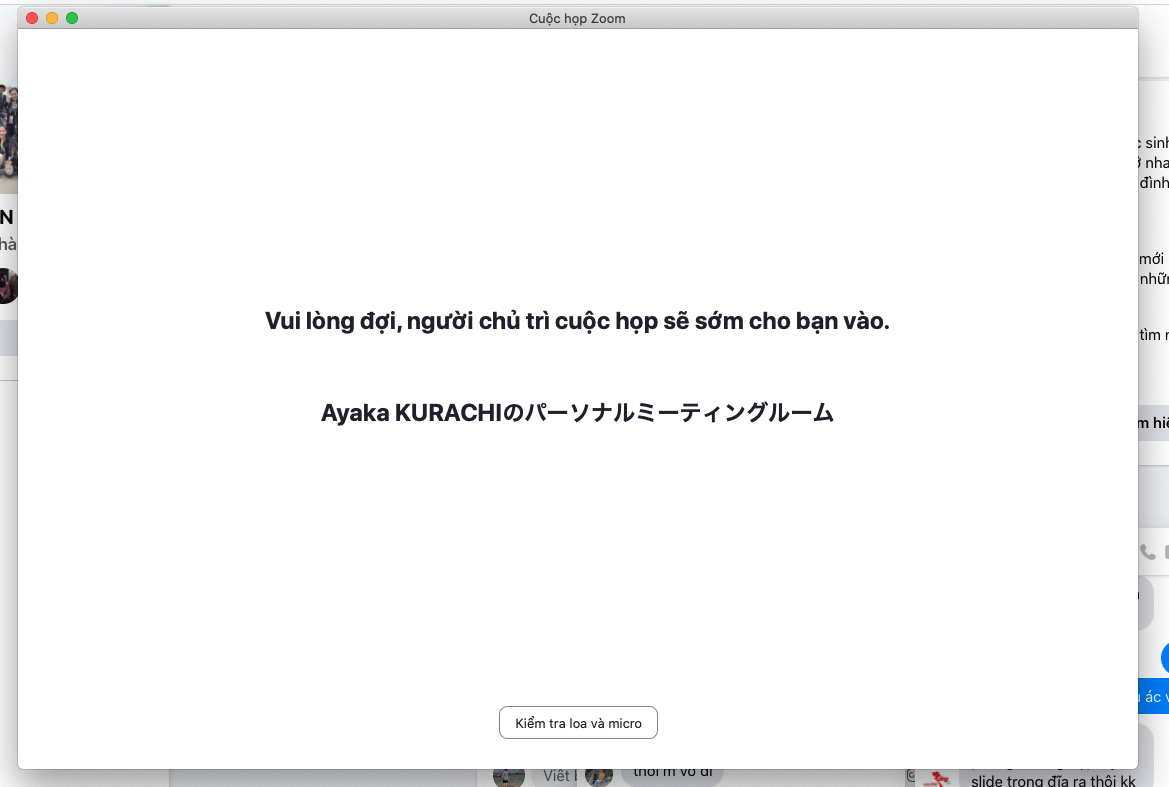 Cuộc họp Zoom
Vui lòng đợi, người chủ trì cuộc họp sẽ sớm cho bạn vào.
Ayaka KURACHIのパーソナルミーティングルーム
Kiểm tra loa và micro
N
hà
sinh
nha
đình
mới
nhữn
tìm
m hiể
ác v
Viết
thôi m vô đi
slide trong đĩa ra thôi kk